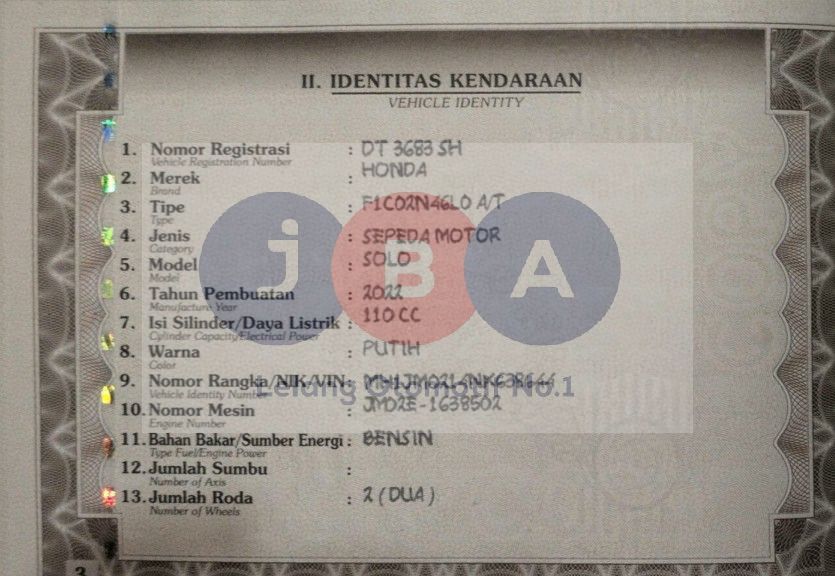 II. IDENTITAS KENDARAAN
VEHICLE IDENTITY
1. Nomor Registrasi : DT 3683 SH
Vehicle Registration Number
2. Merek : HONDA
Brand
3. Tipe : F1C02N46L0 A/T
Type
4. Jenis : SEPEDA MOTOR
Category
5. Model : SOLO
Model
6. Tahun Pembuatan : 2022
Manufacture Year
7. Isi Silinder/Daya Listrik : 110 CC
Cylinder Capacity/Electrical Power
8. Warna : PUTIH
Color
9. Nomor Rangka/NIK/VIN :
Vehicle Identity Number
10. Nomor Mesin : JM02E-1638502
Engine Number
11. Bahan Bakar/Sumber Energi : BENSIN
Type Fuel/Engine Power
12. Jumlah Sumbu :
Number of Axis
13. Jumlah Roda : 2 (DUA)
Number of Wheels
3
JBA
Lelang Otomotif No.1